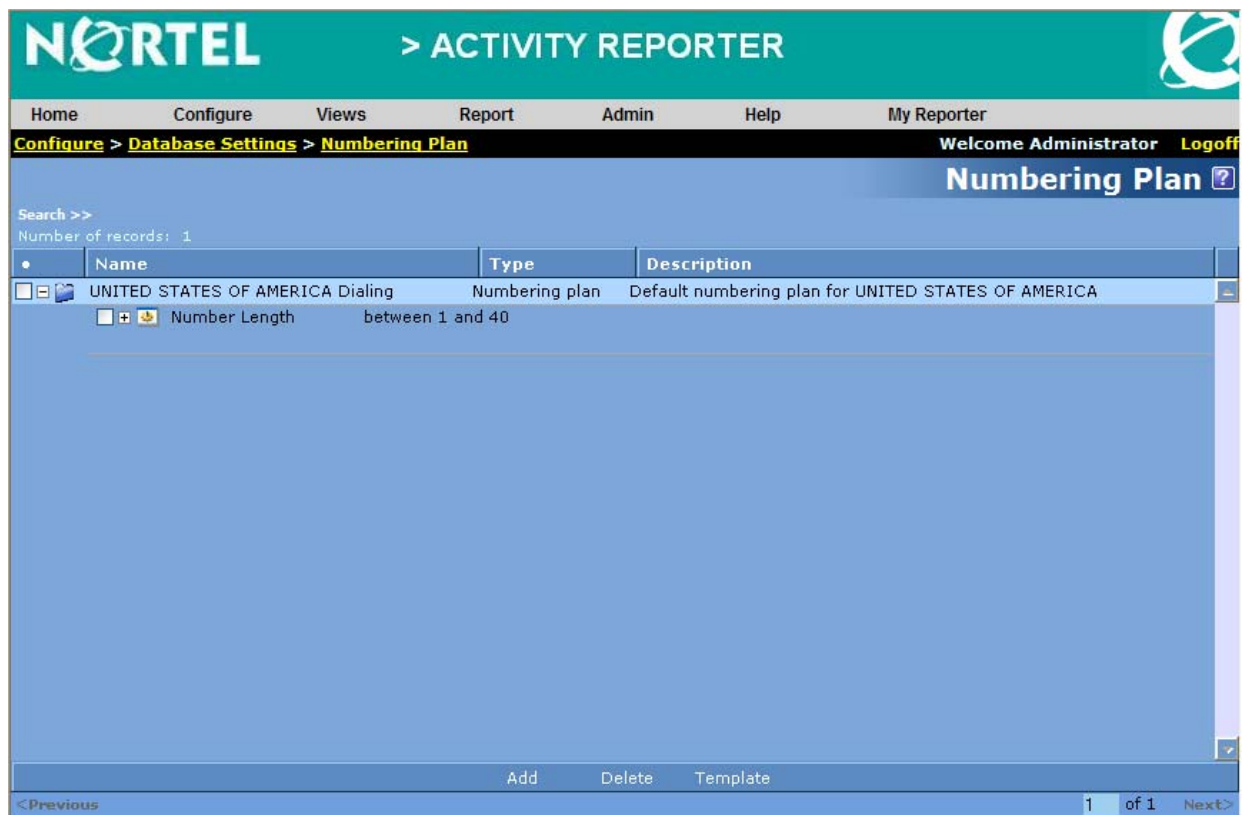 NORTEL > ACTIVITY REPORTER
Home Configure Views Report Admin Help My Reporter
Configure > Database Settings > Numbering Plan Welcome Administrator Logoff
Numbering Plan ?
Search >>
Number of records: 1
Name Type Description
UNITED STATES OF AMERICA Dialing Numbering plan Default numbering plan for UNITED STATES OF AMERICA
Number Length between 1 and 40
Add Delete Template
<Previous 1 of 1 Next>